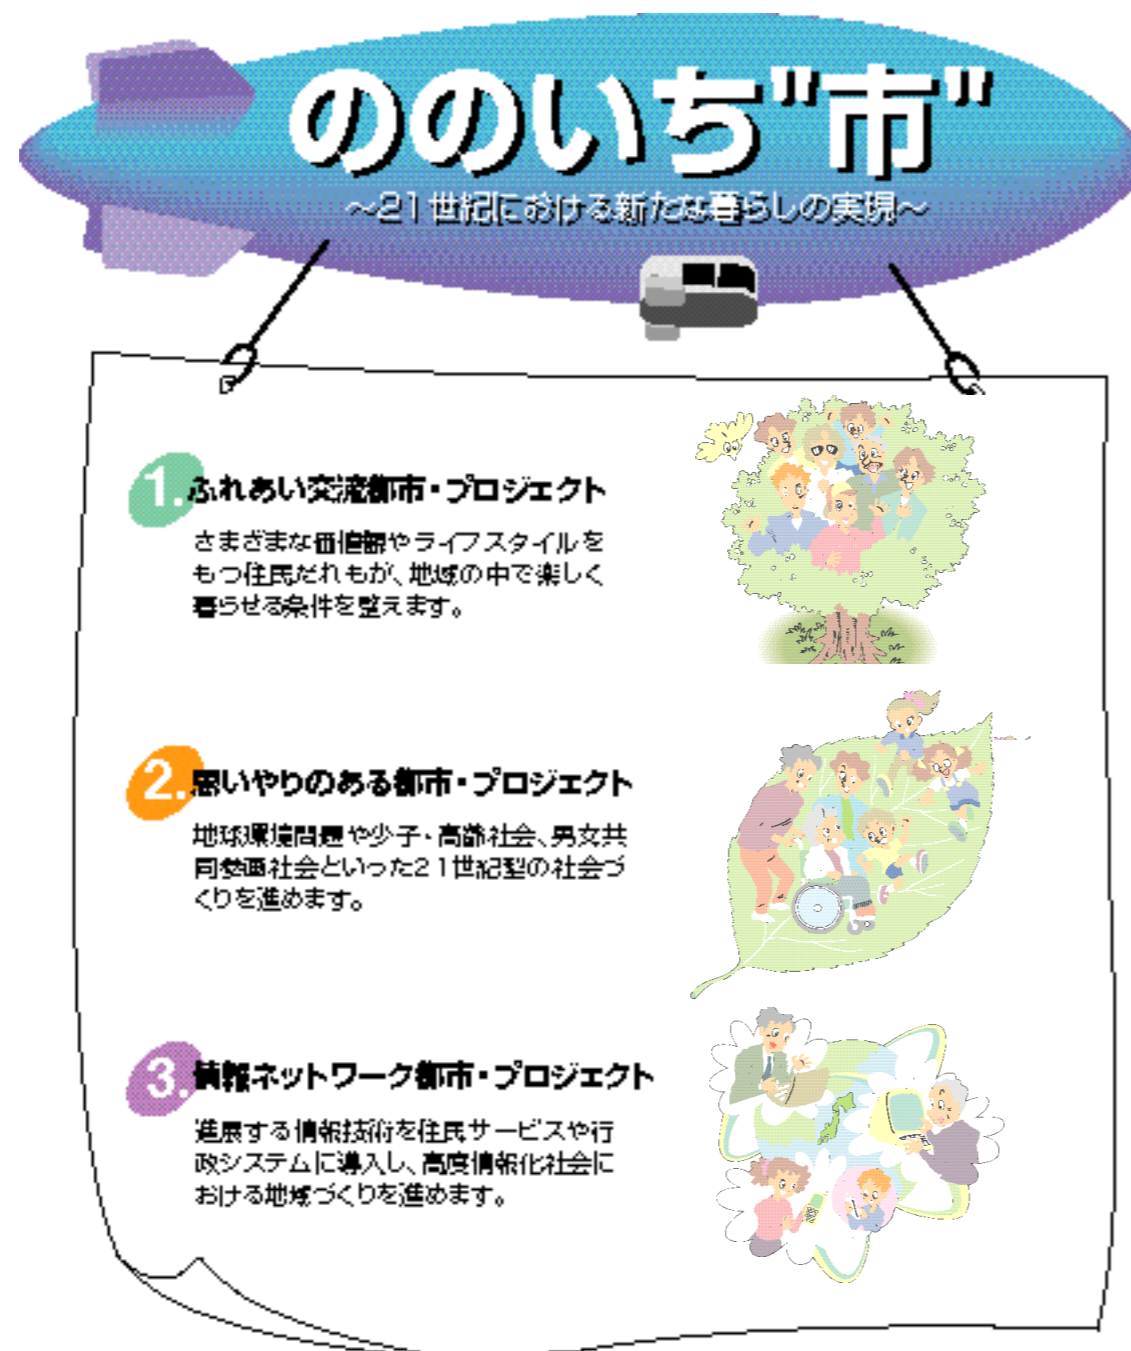 ののいち"市"
～21世紀における新たな暮らしの実現～
1.ふれあい交流都市・プロジェクト
さまざまな価値観やライフスタイルを
もつ住民だれもが、地域の中で楽しく
暮らせる条件を整えます。
2.思いやりのある都市・プロジェクト
地球環境問題や少子・高齢社会、男女共
同参画社会といった21世紀型の社会づ
くりを進めます。
3.情報ネットワーク都市・プロジェクト
進展する情報技術を住民サービスや行
政システムに導入し、高度情報化社会に
おける地域づくりを進めます。